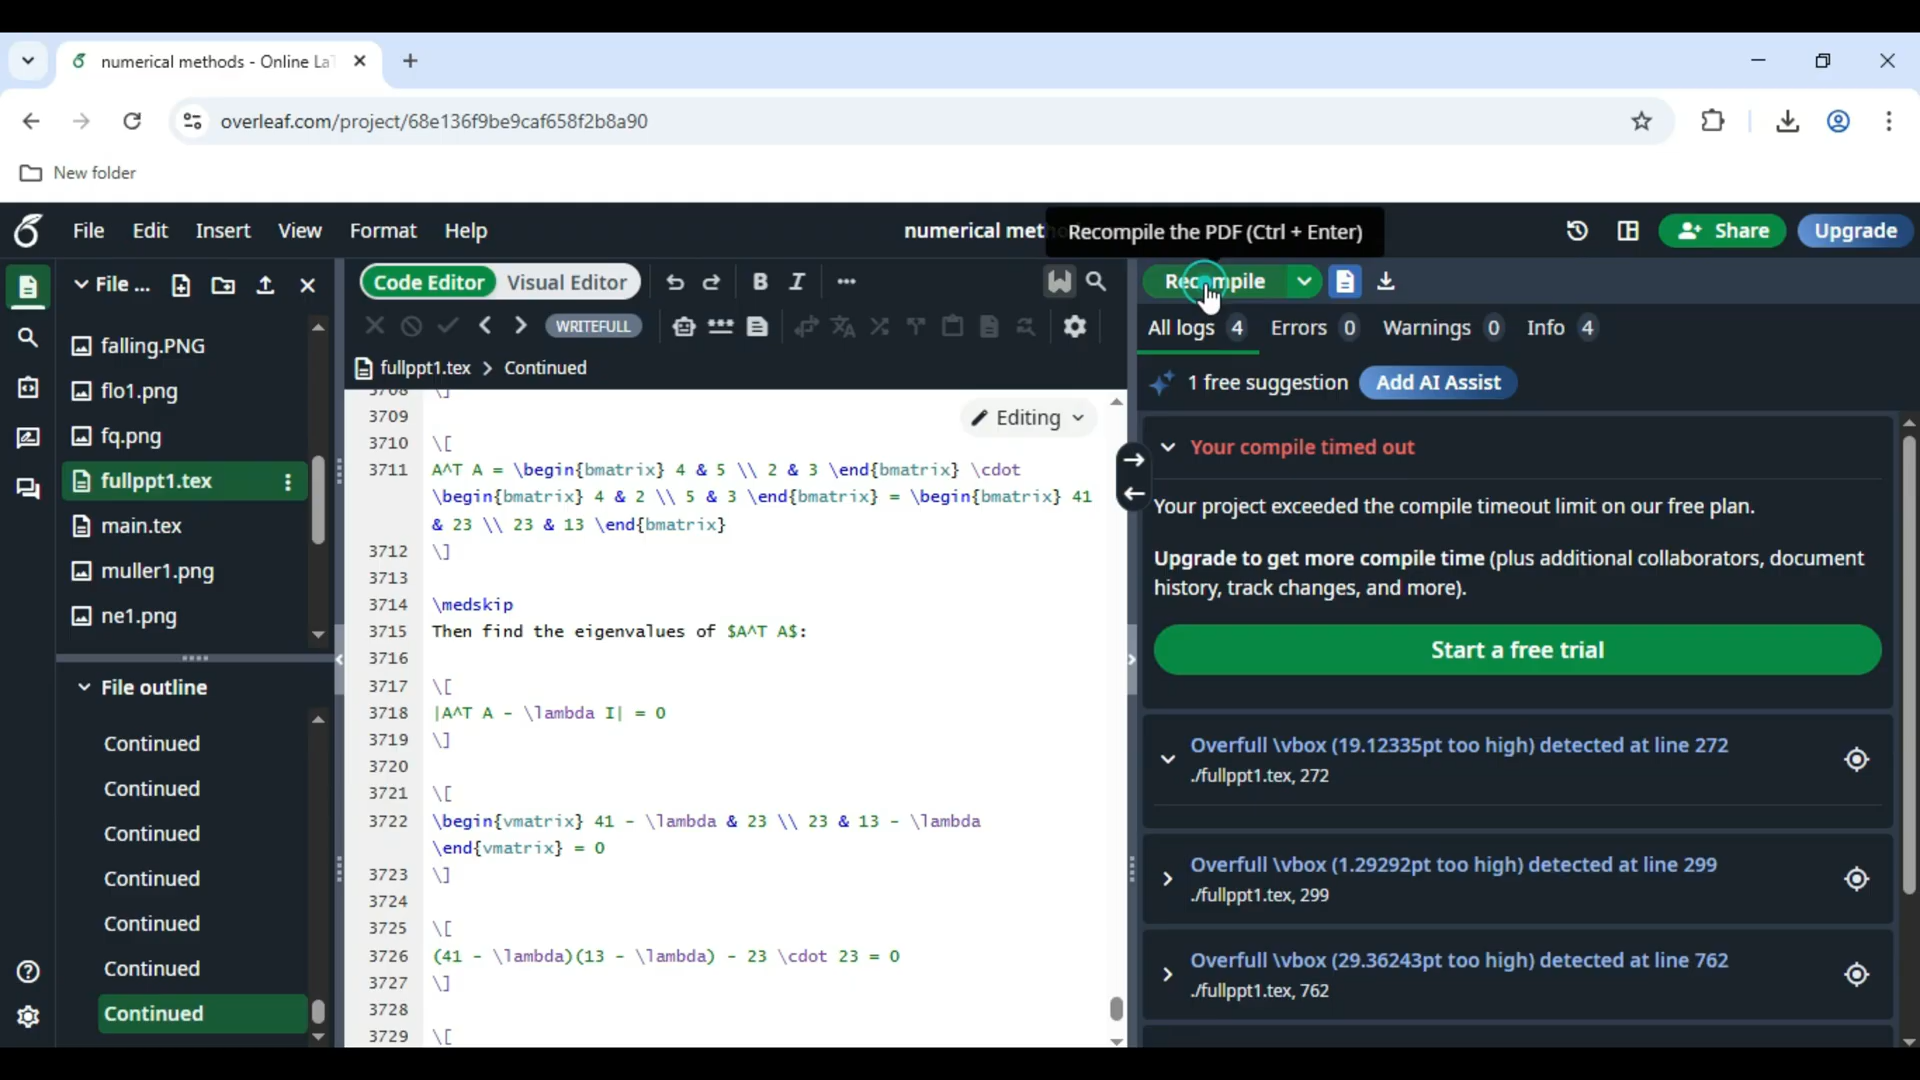 numerical methods - Online La
overleaf.com/project/68e136f9be9caf658f2b8a90
New folder
File Edit Insert View Format Help
numerical met
Recompile the PDF (Ctrl + Enter)
Share
Upgrade
File ...
Code Editor Visual Editor
B I
Recompile
WRITEFULL
All logs 4 Errors 0 Warnings 0 Info 4
falling.PNG
flo1.png
fq.png
fullppt1.tex
main.tex
muller1.png
ne1.png
File outline
Continued
Continued
Continued
Continued
Continued
Continued
Continued
fullppt1.tex > Continued
Editing
3708 \]
3709
3710 \[
3711 A^T A = \begin{bmatrix} 4 & 5 \\ 2 & 3 \end{bmatrix} \cdot
\begin{bmatrix} 4 & 2 \\ 5 & 3 \end{bmatrix} = \begin{bmatrix} 41
& 23 \\ 23 & 13 \end{bmatrix}
3712 \]
3713
3714 \medskip
3715 Then find the eigenvalues of $A^T A$:
3716
3717 \[
3718 |A^T A - \lambda I| = 0
3719 \]
3720
3721 \[
3722 \begin{vmatrix} 41 - \lambda & 23 \\ 23 & 13 - \lambda
\end{vmatrix} = 0
3723 \]
3724
3725 \[
3726 (41 - \lambda)(13 - \lambda) - 23 \cdot 23 = 0
3727 \]
3728
3729 \[
1 free suggestion Add AI Assist
Your compile timed out
Your project exceeded the compile timeout limit on our free plan.
Upgrade to get more compile time (plus additional collaborators, document
history, track changes, and more).
Start a free trial
Overfull \vbox (19.12335pt too high) detected at line 272
./fullppt1.tex, 272
Overfull \vbox (1.29292pt too high) detected at line 299
./fullppt1.tex, 299
Overfull \vbox (29.36243pt too high) detected at line 762
./fullppt1.tex, 762